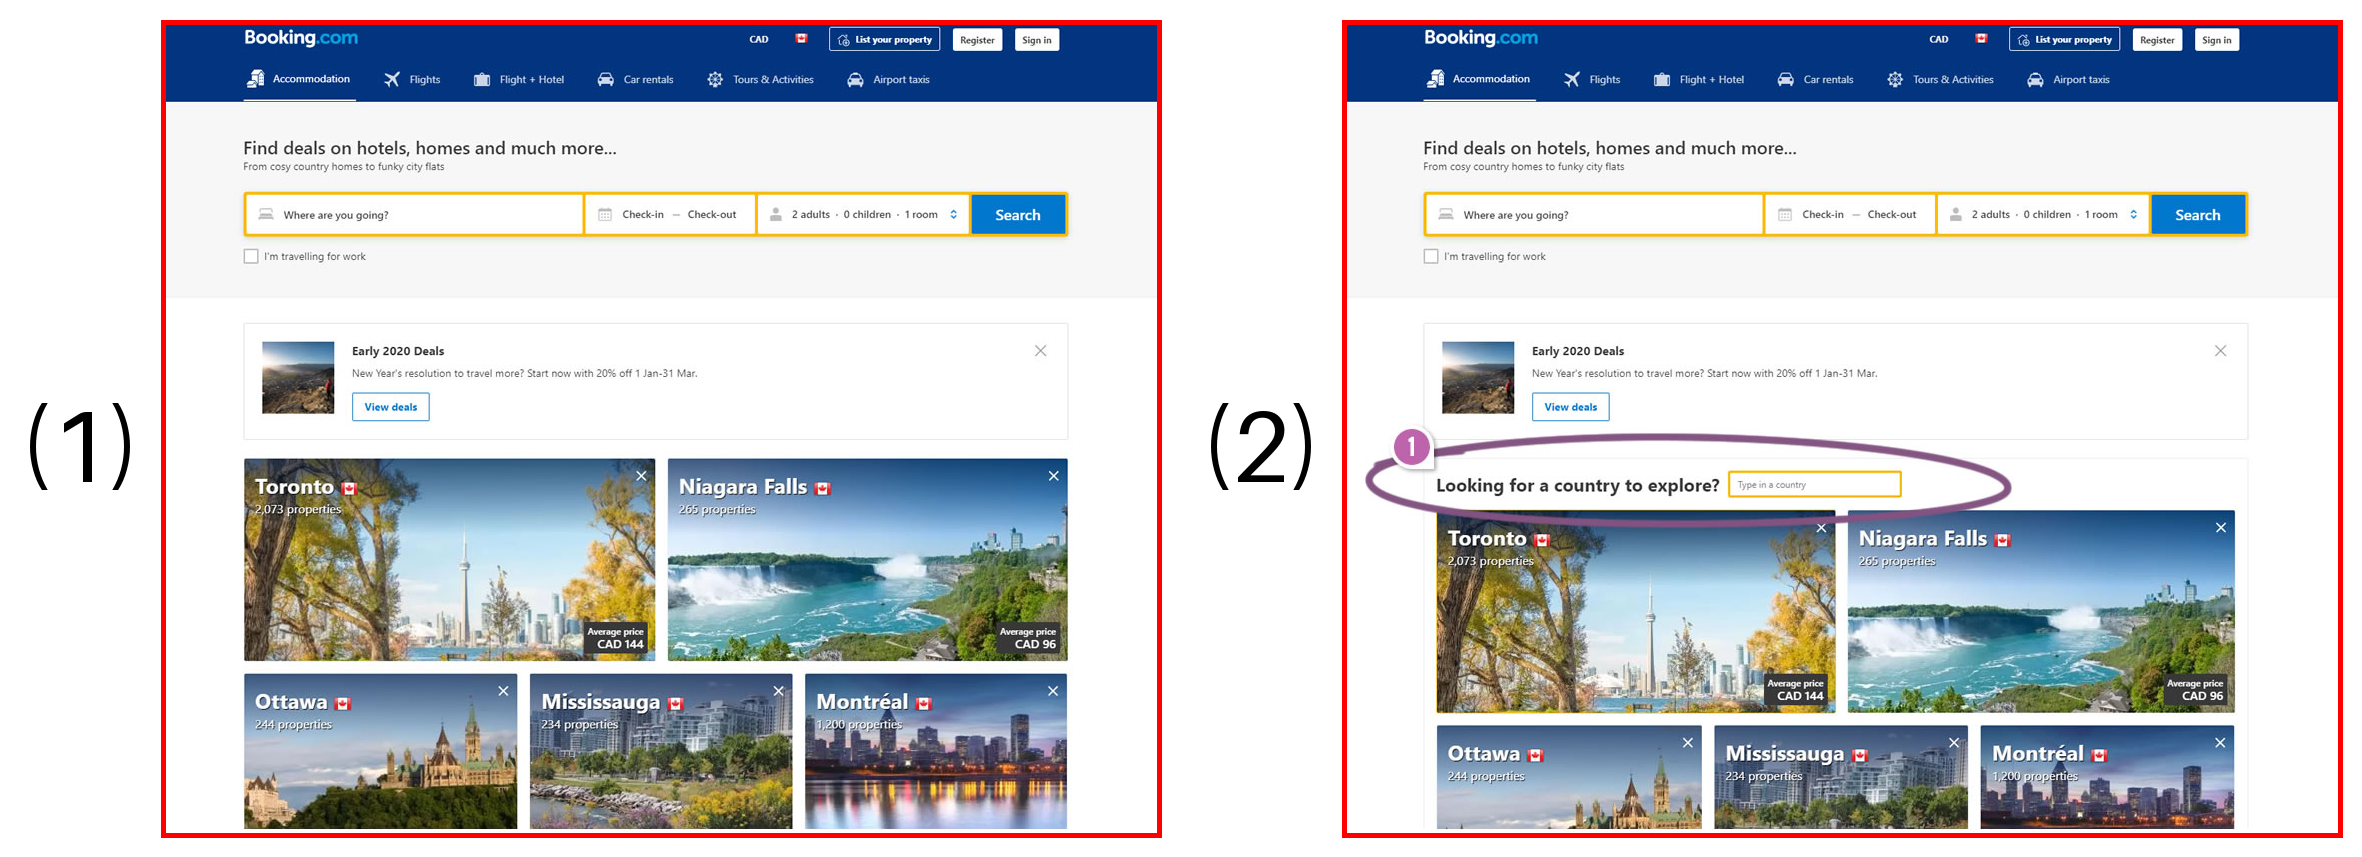 (1)
Booking.com
CAD
List your property
Register
Sign in
Accommodation
Flights
Flight + Hotel
Car rentals
Tours & Activities
Airport taxis
Find deals on hotels, homes and much more...
From cosy country homes to funky city flats
Where are you going?
Check-in — Check-out
2 adults · 0 children · 1 room
Search
I'm travelling for work
Early 2020 Deals
New Year's resolution to travel more? Start now with 20% off 1 Jan-31 Mar.
View deals
Toronto
2,073 properties
Average price
CAD 144
Niagara Falls
265 properties
Average price
CAD 96
Ottawa
244 properties
Mississauga
234 properties
Montréal
1,200 properties
(2)
Booking.com
CAD
List your property
Register
Sign in
Accommodation
Flights
Flight + Hotel
Car rentals
Tours & Activities
Airport taxis
Find deals on hotels, homes and much more...
From cosy country homes to funky city flats
Where are you going?
Check-in — Check-out
2 adults · 0 children · 1 room
Search
I'm travelling for work
Early 2020 Deals
New Year's resolution to travel more? Start now with 20% off 1 Jan-31 Mar.
View deals
1
Looking for a country to explore?
Type in a country
Toronto
2,073 properties
Average price
CAD 144
Niagara Falls
265 properties
Average price
CAD 96
Ottawa
244 properties
Mississauga
234 properties
Montréal
1,200 properties